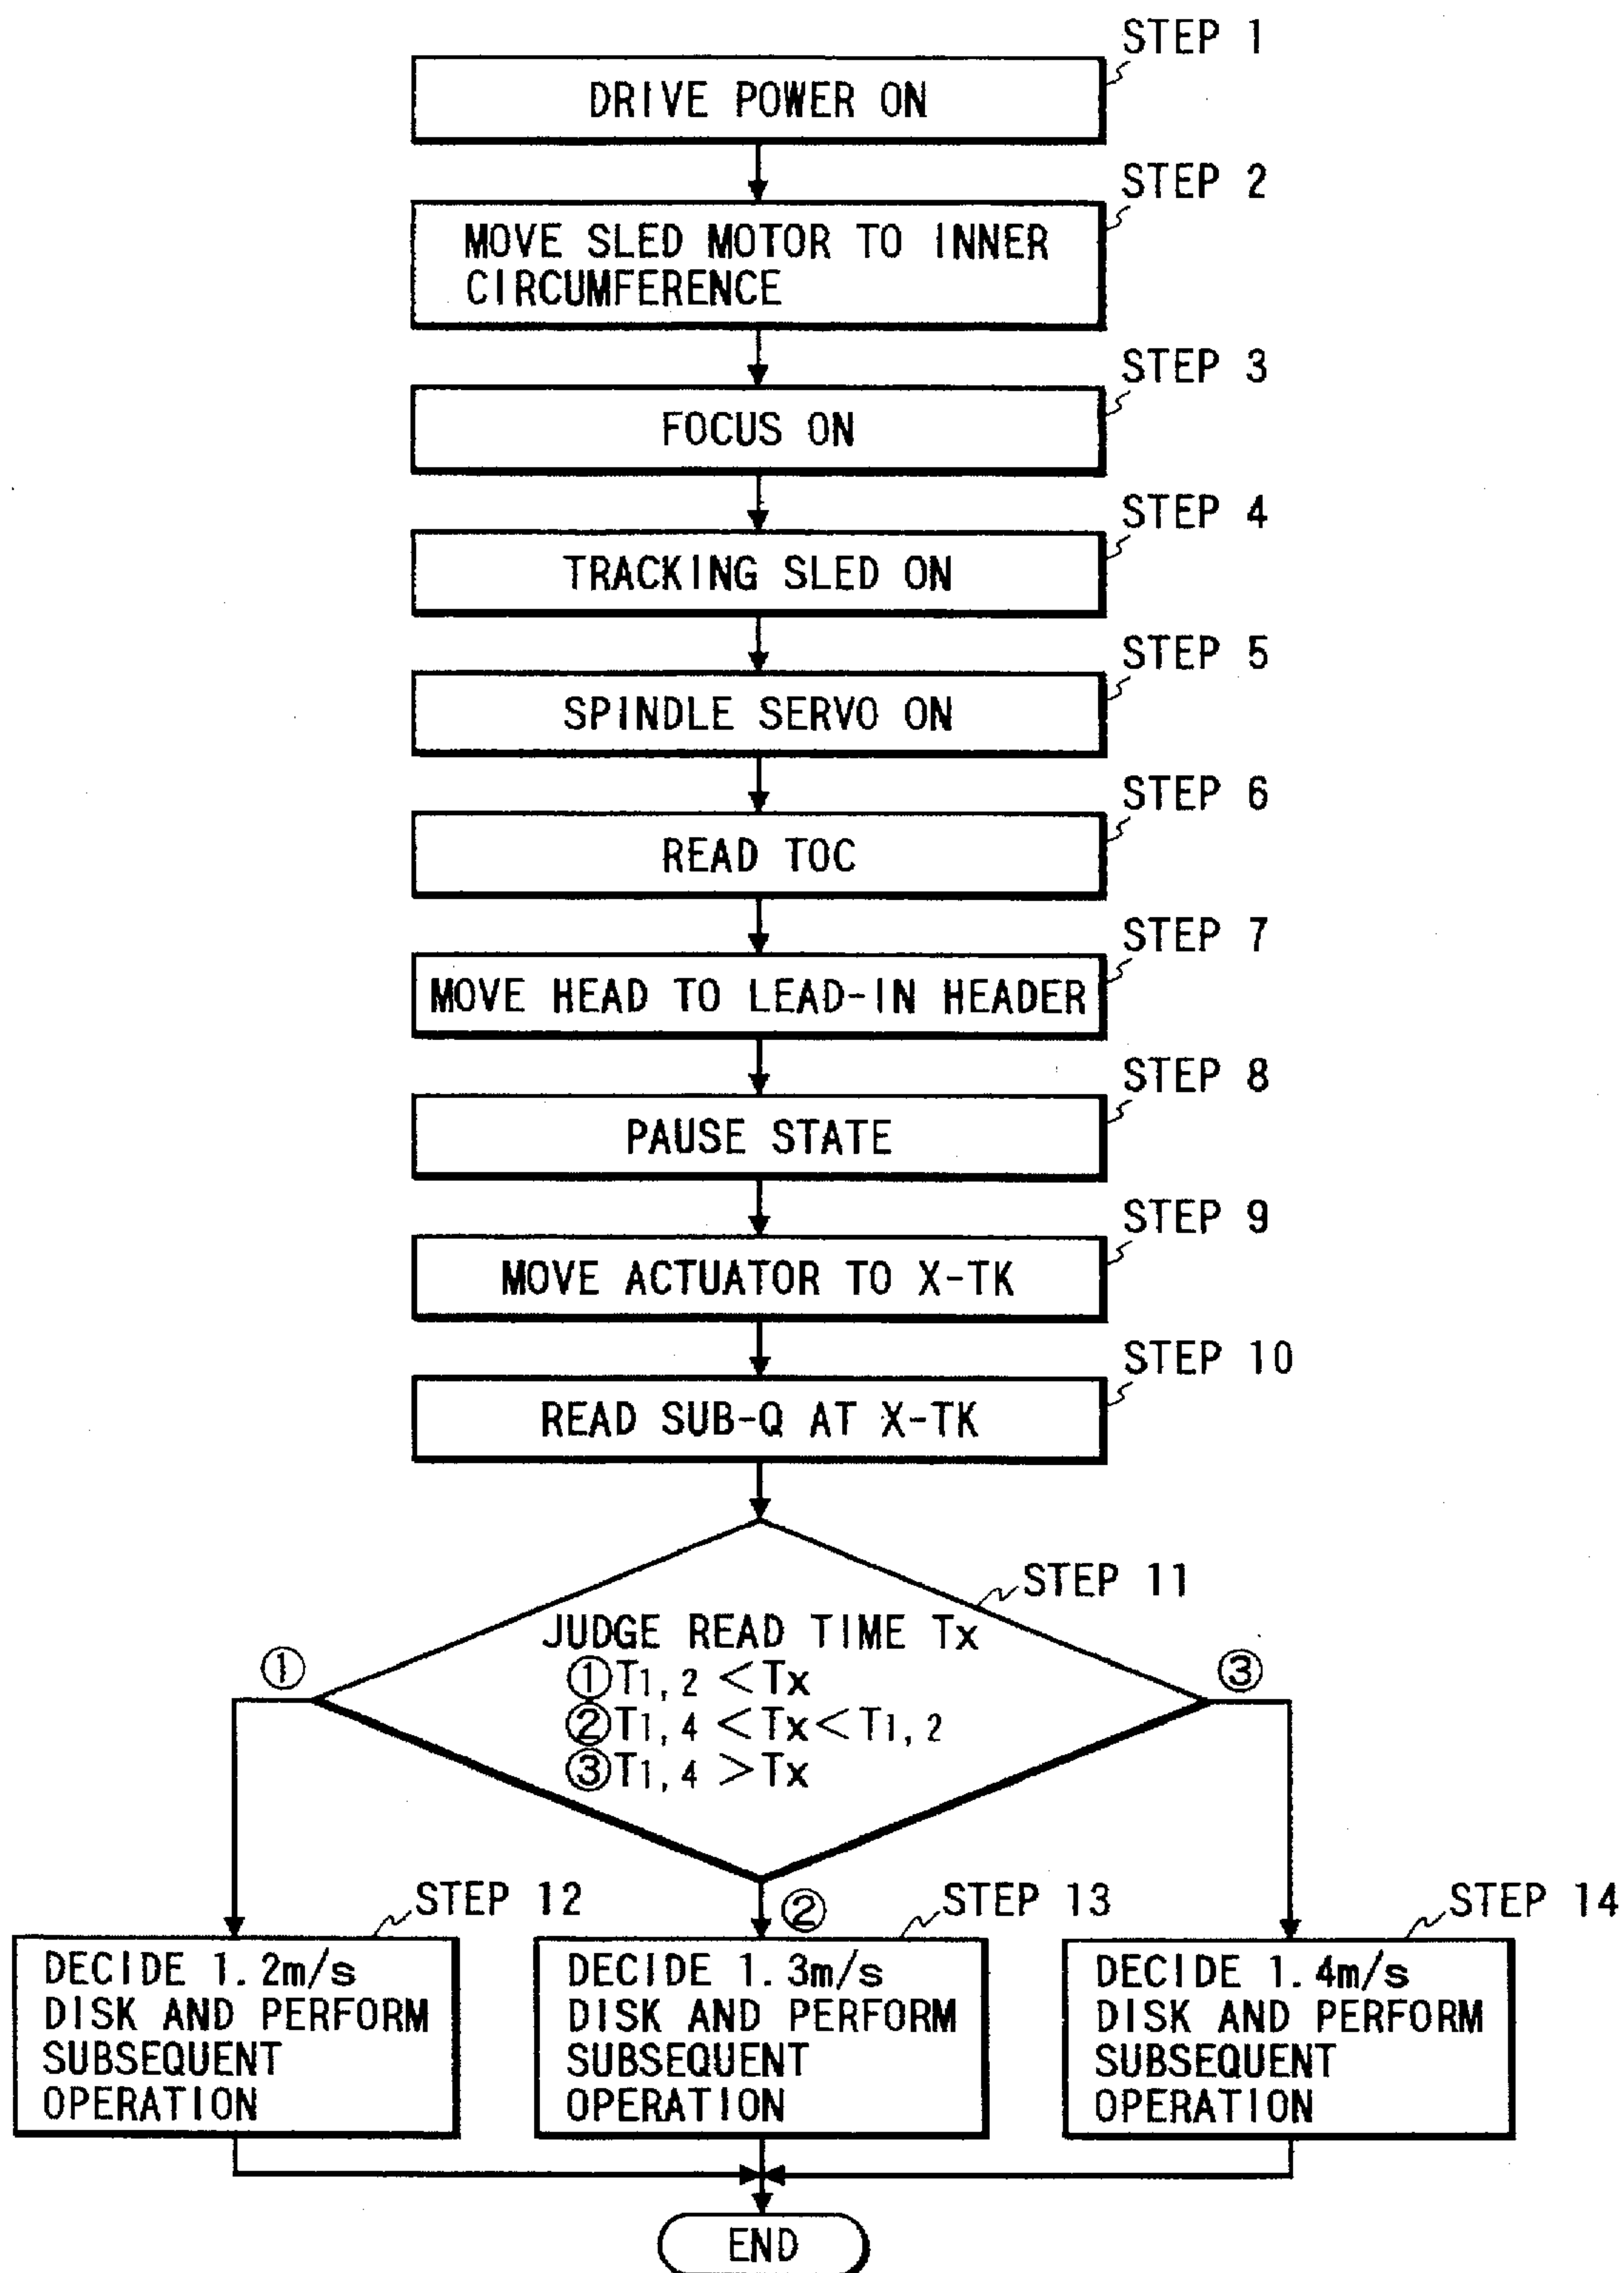 STEP 1
DRIVE POWER ON
STEP 2
MOVE SLED MOTOR TO INNER
CIRCUMFERENCE
STEP 3
FOCUS ON
STEP 4
TRACKING SLED ON
STEP 5
SPINDLE SERVO ON
STEP 6
READ TOC
STEP 7
MOVE HEAD TO LEAD-IN HEADER
STEP 8
PAUSE STATE
STEP 9
MOVE ACTUATOR TO X-TK
STEP 10
READ SUB-Q AT X-TK
STEP 11
JUDGE READ TIME Tx
①T1,2 <Tx
②T1,4 <Tx<T1,2
③T1,4 >Tx
①
③
②
STEP 12
DECIDE 1.2m/s
DISK AND PERFORM
SUBSEQUENT
OPERATION
STEP 13
DECIDE 1.3m/s
DISK AND PERFORM
SUBSEQUENT
OPERATION
STEP 14
DECIDE 1.4m/s
DISK AND PERFORM
SUBSEQUENT
OPERATION
END